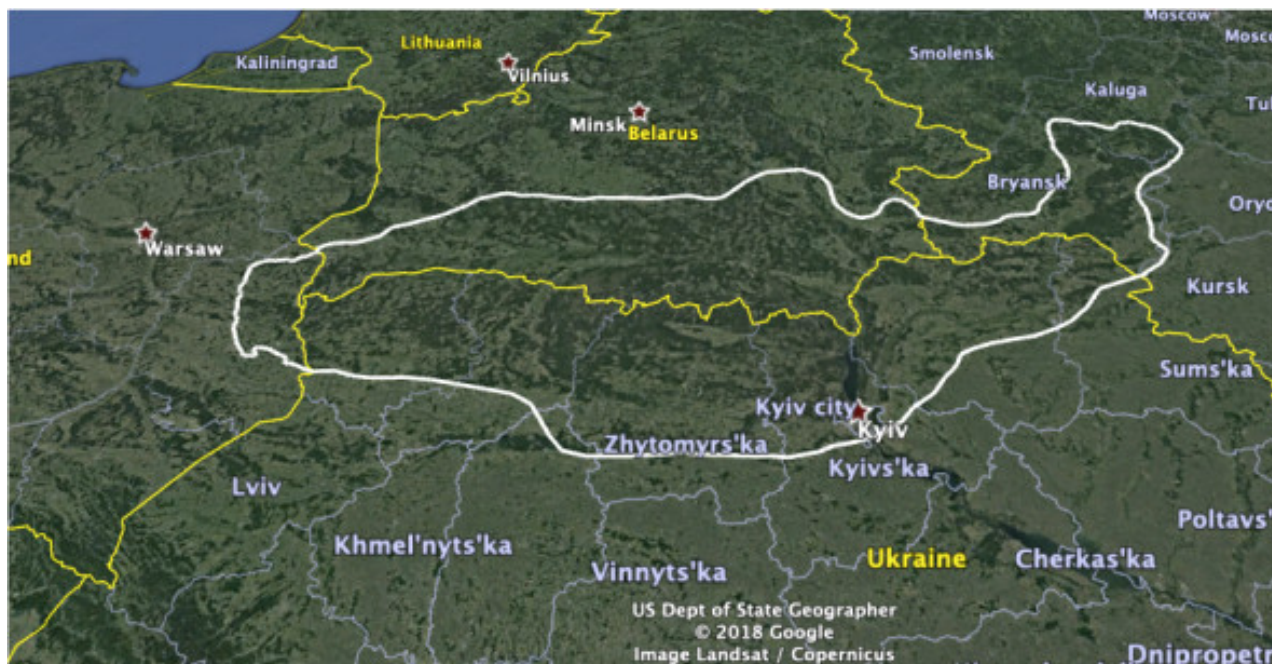 Moscow
Mosco
Lithuania
Smolensk
Kaliningrad
Vilnius
Kaluga
Tul
Minsk
Belarus
Bryansk
Oryo
Warsaw
nd
Kursk
Sums'ka
Kyiv city
Kyiv
Zhytomyrs'ka
Kyivs'ka
Lviv
Poltavs'
Khmel'nyts'ka
Ukraine
Cherkas'ka
Vinnyts'ka
US Dept of State Geographer
© 2018 Google
Image Landsat / Copernicus
Dnipropetr